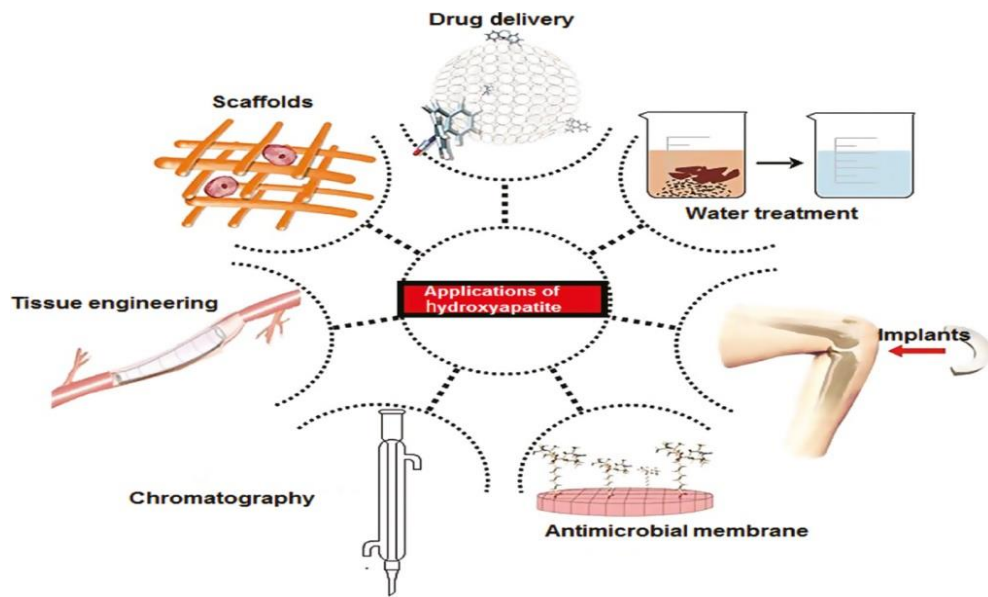 Drug delivery
Scaffolds
Water treatment
Tissue engineering
Applications of
hydroxyapatite
Implants
Chromatography
Antimicrobial membrane